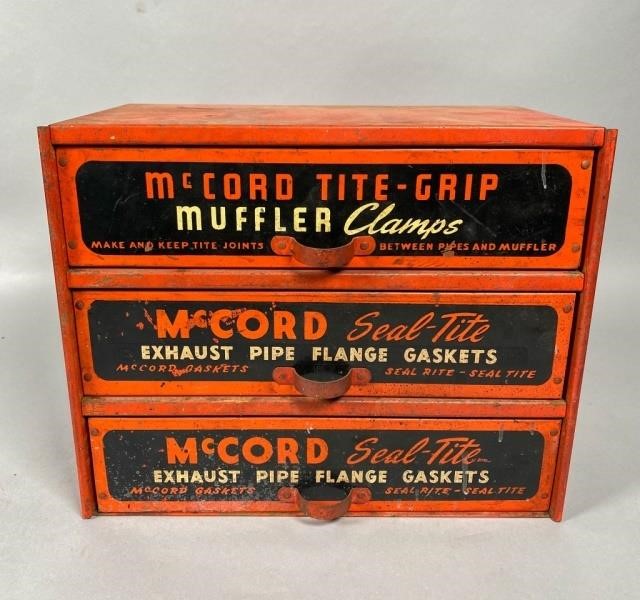 McCORD TITE-GRIP
MUFFLER Clamps
MAKE AND KEEP TITE JOINTS BETWEEN PIPES AND MUFFLER
McCORD Seal-Tite
EXHAUST PIPE FLANGE GASKETS
McCORD GASKETS SEAL RITE - SEAL TITE
McCORD Seal-Tite
EXHAUST PIPE FLANGE GASKETS
McCORD GASKETS SEAL RITE - SEAL TITE